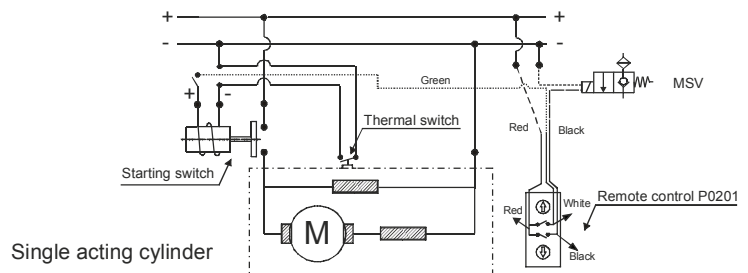 + +
- -
Green
MSV
+ -
Thermal switch
Red
Black
Starting switch
Remote control P0201
White
Red
M
Black
Single acting cylinder